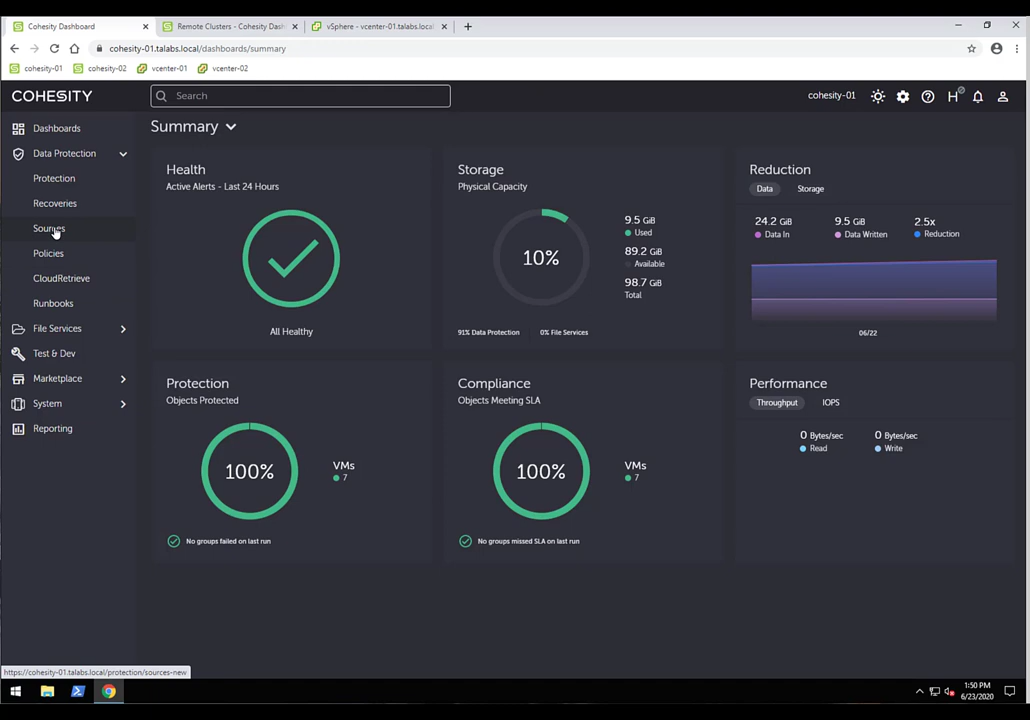 Cohesity Dashboard
Remote Clusters - Cohesity Dash
vSphere - vcenter-01.talabs.local
cohesity-01.talabs.local/dashboards/summary
cohesity-01
cohesity-02
vcenter-01
vcenter-02
COHESITY
Search
cohesity-01
H
Dashboards
Data Protection
Protection
Recoveries
Sources
Policies
CloudRetrieve
Runbooks
File Services
Test & Dev
Marketplace
System
Reporting
Summary
Health
Active Alerts - Last 24 Hours
All Healthy
Storage
Physical Capacity
10%
9.5 GiB
Used
89.2 GiB
Available
98.7 GiB
Total
91% Data Protection
0% File Services
Reduction
Data
Storage
24.2 GiB
Data In
9.5 GiB
Data Written
2.5x
Reduction
06/22
Protection
Objects Protected
100%
VMs
7
No groups failed on last run
Compliance
Objects Meeting SLA
100%
VMs
7
No groups missed SLA on last run
Performance
Throughput
IOPS
0 Bytes/sec
Read
0 Bytes/sec
Write
https://cohesity-01.talabs.local/protection/sources-new
1:50 PM
6/23/2020